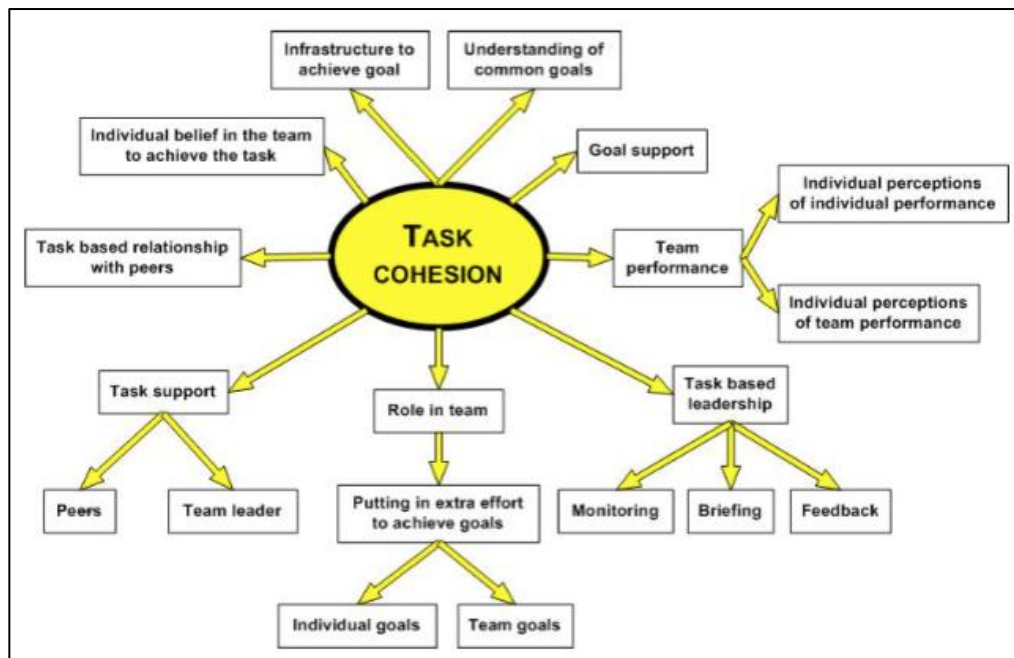 Infrastructure to
achieve goal
Understanding of
common goals
Individual belief in the team
to achieve the task
Goal support
Individual perceptions
of individual performance
Task based relationship
with peers
TASK
COHESION
Team
performance
Individual perceptions
of team performance
Task support
Role in team
Task based
leadership
Peers
Team leader
Putting in extra effort
to achieve goals
Monitoring
Briefing
Feedback
Individual goals
Team goals